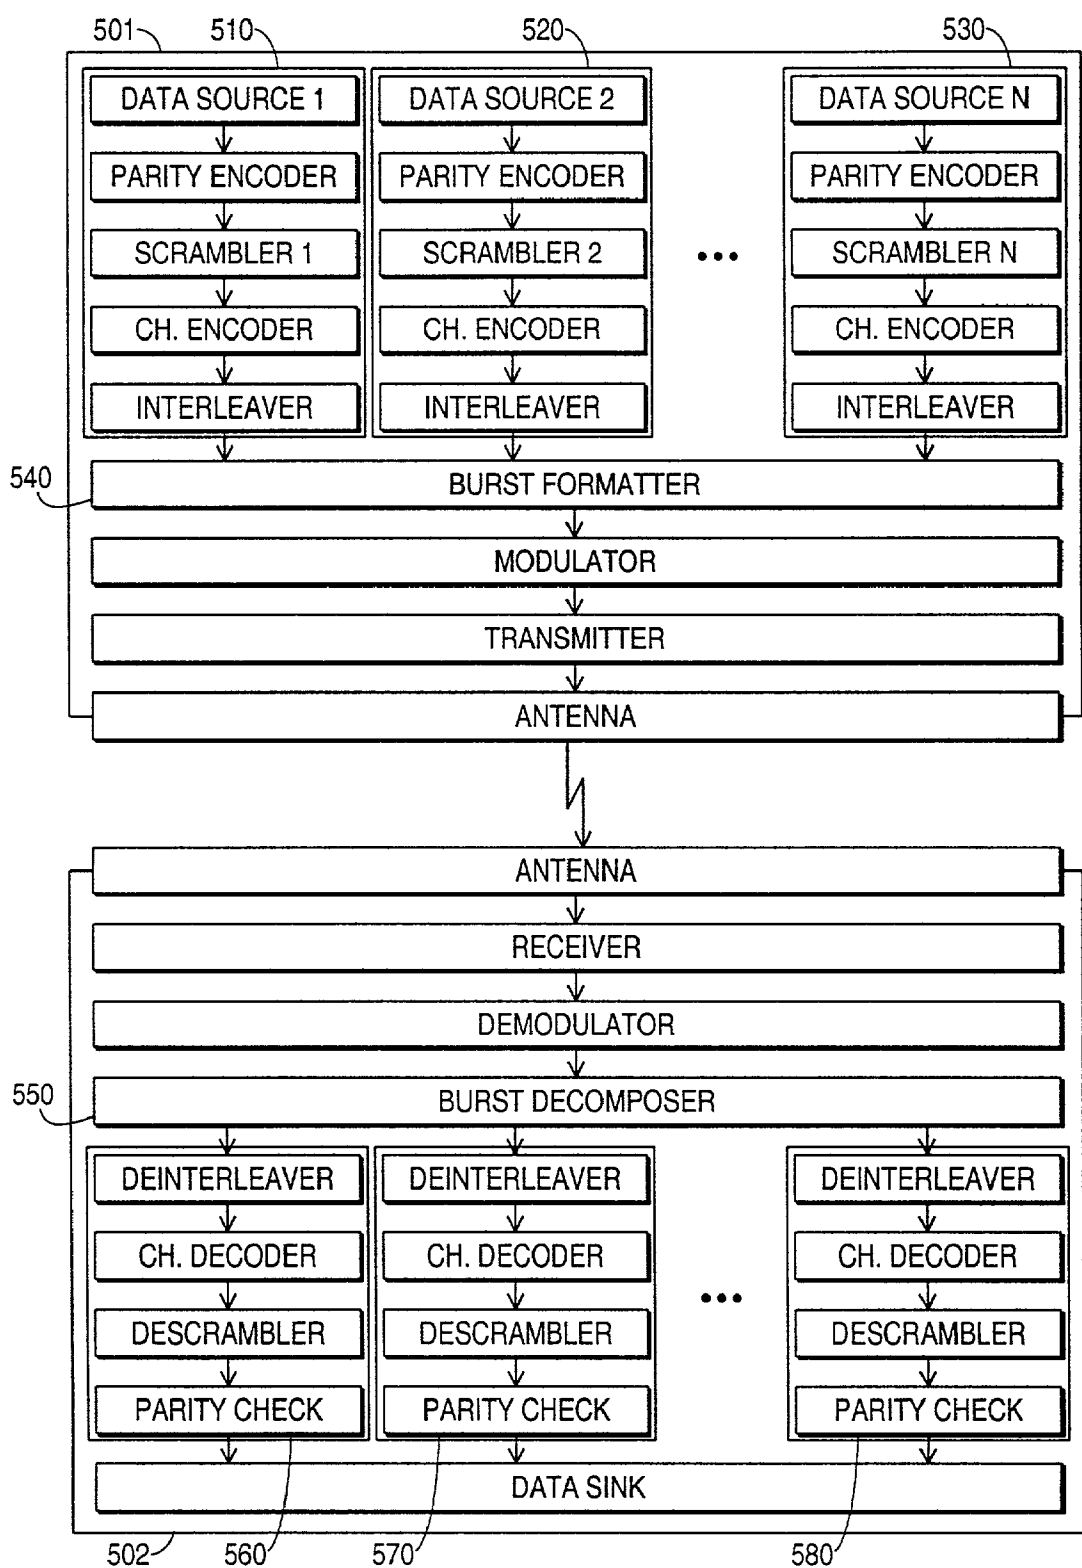 501 510 520 530
DATA SOURCE 1 DATA SOURCE 2 DATA SOURCE N
PARITY ENCODER PARITY ENCODER PARITY ENCODER
SCRAMBLER 1 SCRAMBLER 2 ••• SCRAMBLER N
CH. ENCODER CH. ENCODER CH. ENCODER
INTERLEAVER INTERLEAVER INTERLEAVER
540
BURST FORMATTER
MODULATOR
TRANSMITTER
ANTENNA
ANTENNA
RECEIVER
DEMODULATOR
550
BURST DECOMPOSER
DEINTERLEAVER DEINTERLEAVER DEINTERLEAVER
CH. DECODER CH. DECODER CH. DECODER
•••
DESCRAMBLER DESCRAMBLER DESCRAMBLER
PARITY CHECK PARITY CHECK PARITY CHECK
DATA SINK
502 560 570 580